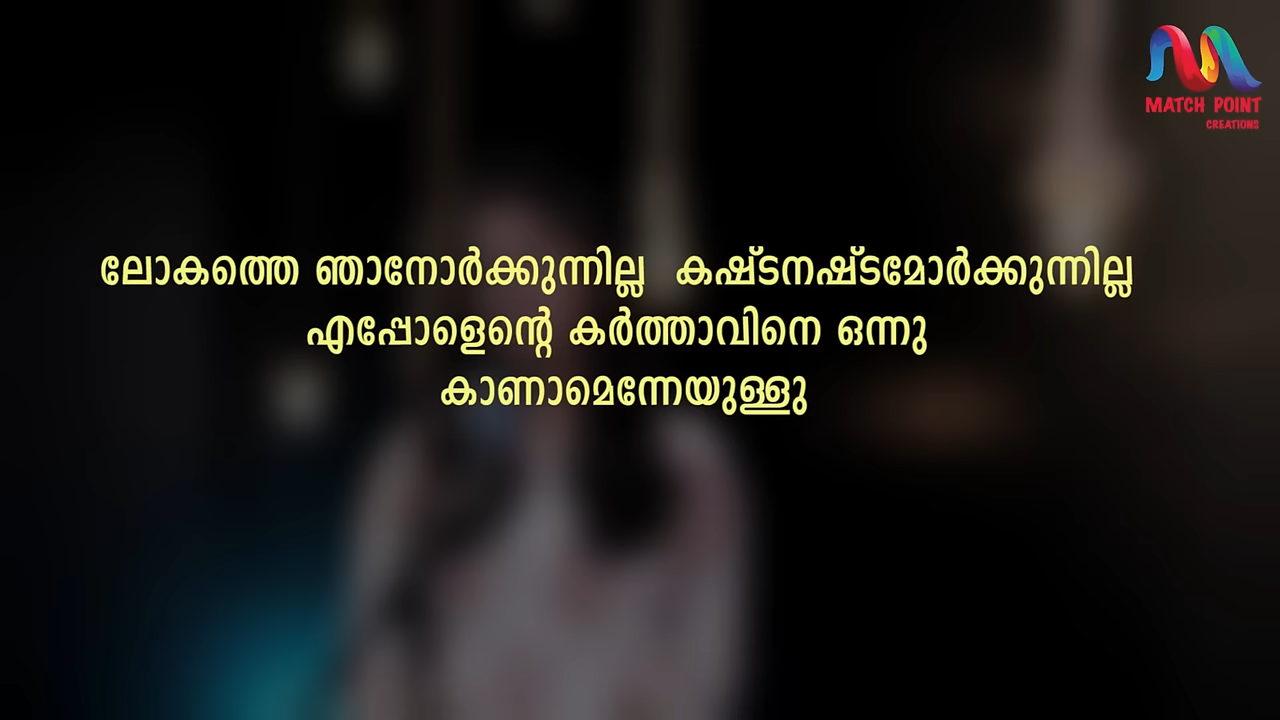 MATCH POINT
CREATIONS
ലോകത്തെ ഞാനോർക്കുന്നില്ല കഷ്ടനഷ്ടമോർക്കുന്നില്ല
എപ്പോളെന്റെ കർത്താവിനെ ഒന്നു
കാണാമെന്നേയുള്ളു